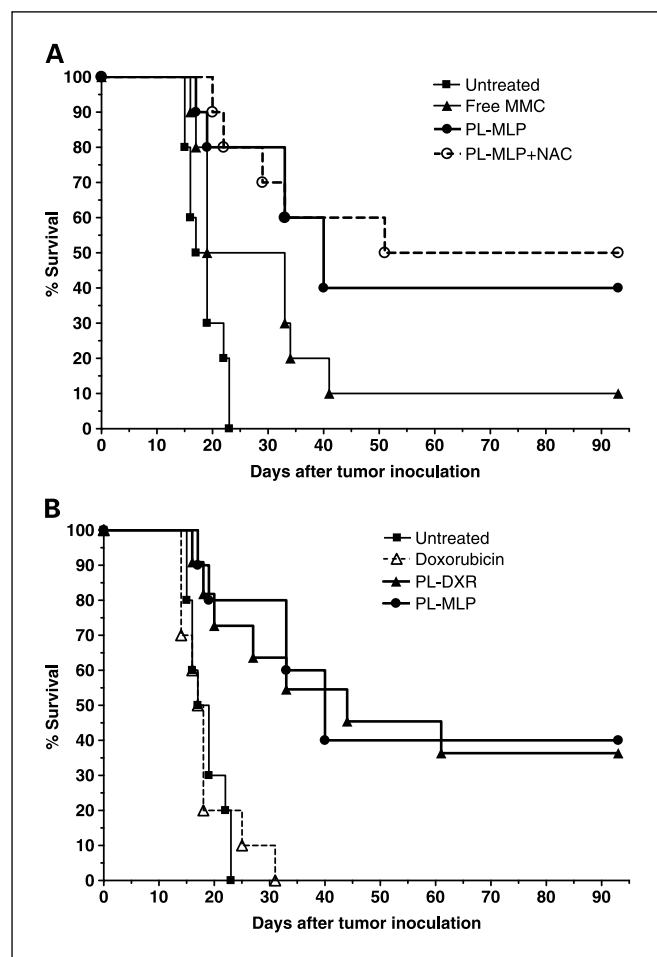 A
Untreated
Free MMC
PL-MLP
PL-MLP+NAC
100
90
80
70
60
50
40
30
20
10
0
% Survival
0 10 20 30 40 50 60 70 80 90
Days after tumor inoculation
B
Untreated
Doxorubicin
PL-DXR
PL-MLP
100
90
80
70
60
50
40
30
20
10
0
% Survival
0 10 20 30 40 50 60 70 80 90
Days after tumor inoculation